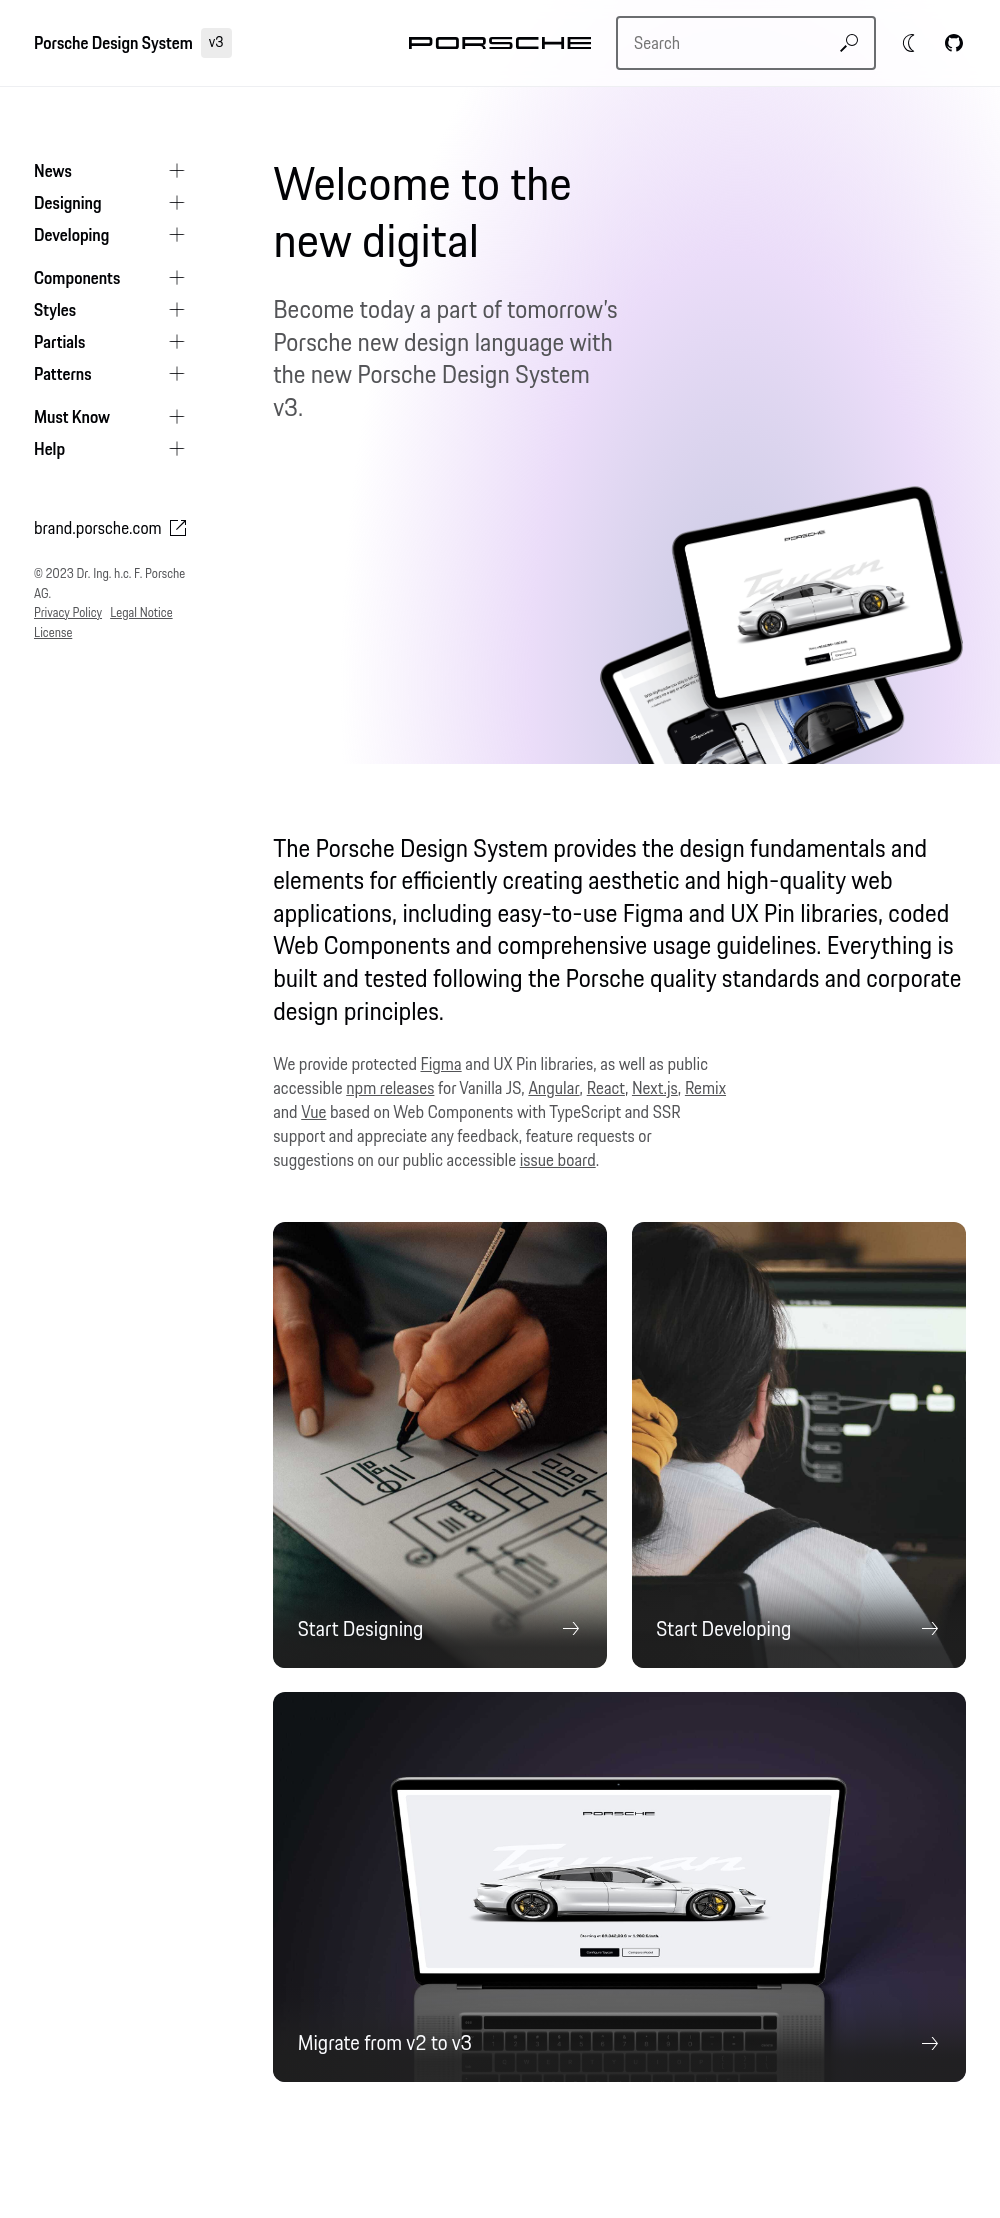 Porsche Design System v3
PORSCHE
Search
News
Designing
Developing
Components
Styles
Partials
Patterns
Must Know
Help
brand.porsche.com
© 2023 Dr. Ing. h.c. F. Porsche
AG.
Privacy Policy Legal Notice
License
Welcome to the
new digital
Become today a part of tomorrow’s
Porsche new design language with
the new Porsche Design System
v3.
PORSCHE
Taycan
The Porsche Design System provides the design fundamentals and
elements for efficiently creating aesthetic and high-quality web
applications, including easy-to-use Figma and UX Pin libraries, coded
Web Components and comprehensive usage guidelines. Everything is
built and tested following the Porsche quality standards and corporate
design principles.
We provide protected Figma and UX Pin libraries, as well as public
accessible npm releases for Vanilla JS, Angular, React, Next.js, Remix
and Vue based on Web Components with TypeScript and SSR
support and appreciate any feedback, feature requests or
suggestions on our public accessible issue board.
ASUS
Start Designing
Start Developing
PORSCHE
Taycan
Migrate from v2 to v3